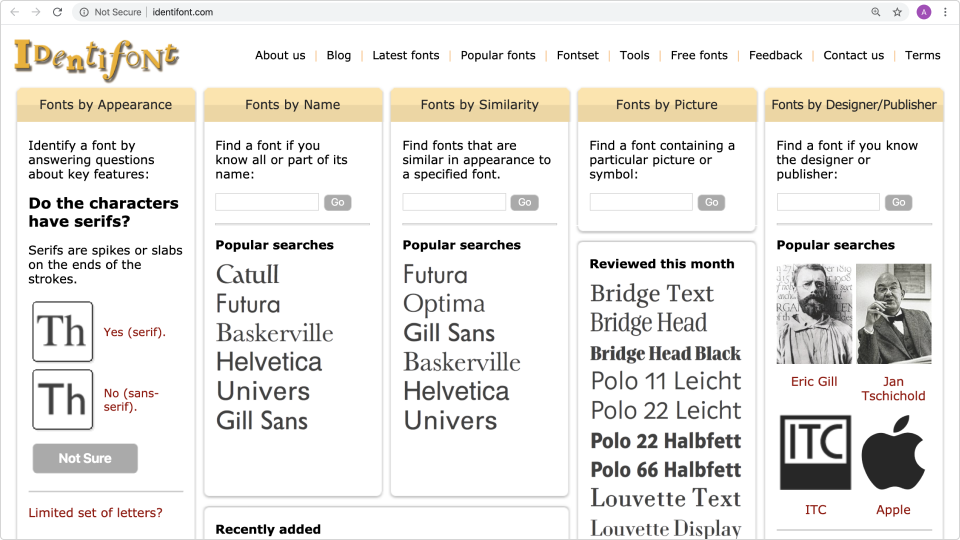 Not Secure | identifont.com
A
IDentifoNt
About us | Blog | Latest fonts | Popular fonts | Fontset | Tools | Free fonts | Feedback | Contact us | Terms
Fonts by Appearance
Identify a font by
answering questions
about key features:
Do the characters
have serifs?
Serifs are spikes or slabs
on the ends of the
strokes.
Th
Yes (serif).
Th
No (sans-
serif).
Not Sure
Limited set of letters?
Fonts by Name
Find a font if you
know all or part of its
name:
Go
Popular searches
Catull
Futura
Baskerville
Helvetica
Univers
Gill Sans
Recently added
Fonts by Similarity
Find fonts that are
similar in appearance to
a specified font.
Go
Popular searches
Futura
Optima
Gill Sans
Baskerville
Helvetica
Univers
Fonts by Picture
Find a font containing a
particular picture or
symbol:
Go
Reviewed this month
Bridge Text
Bridge Head
Bridge Head Black
Polo 11 Leicht
Polo 22 Leicht
Polo 22 Halbfett
Polo 66 Halbfett
Louvette Text
Louvette Display
Fonts by Designer/Publisher
Find a font if you know
the designer or
publisher:
Go
Popular searches
Eric Gill
Jan
Tschichold
ITC
ITC
Apple